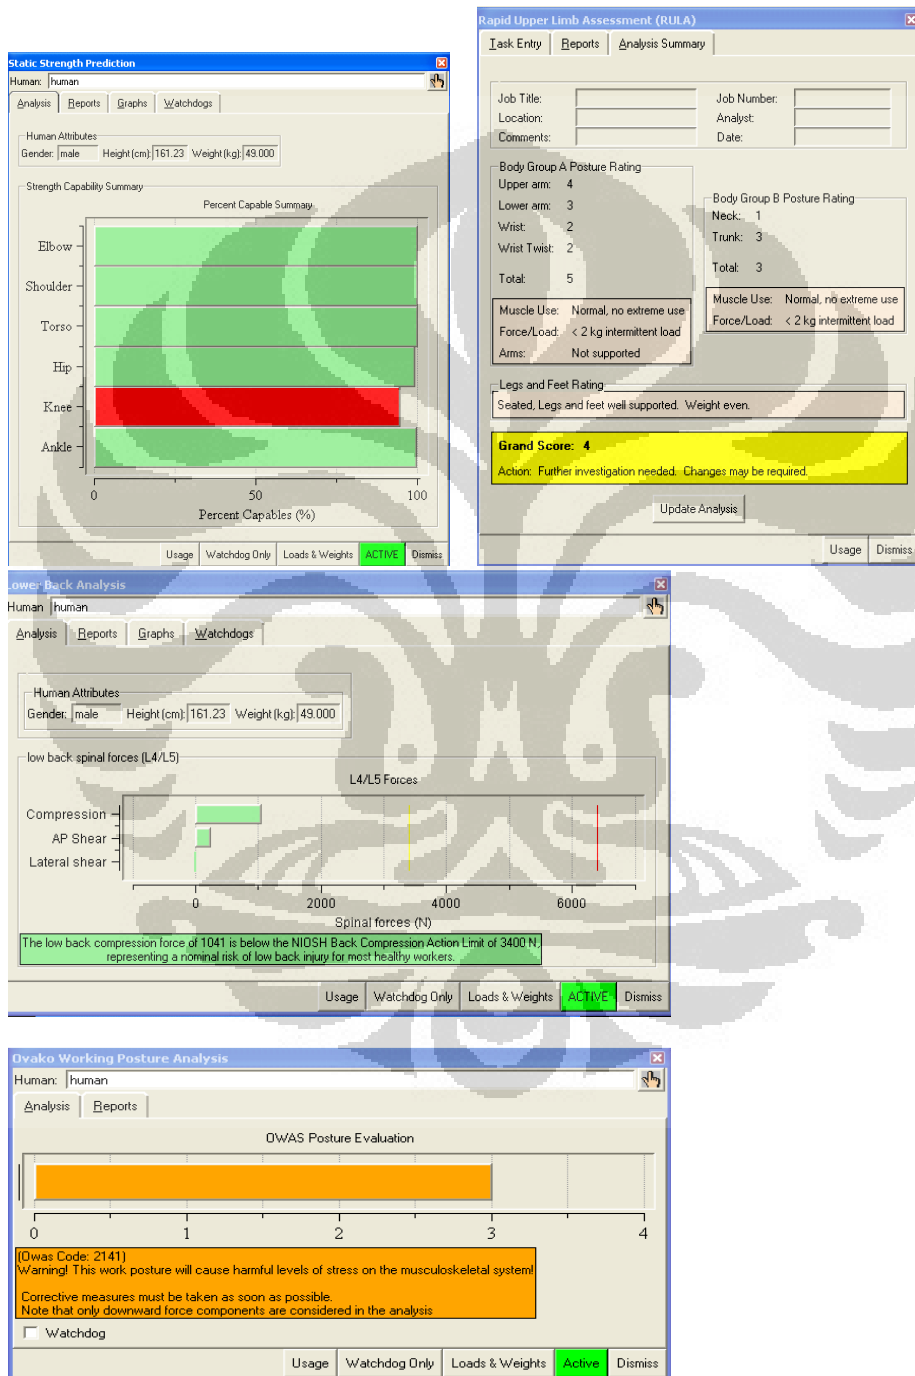 Static Strength Prediction
Human: human
Analysis Reports Graphs Watchdogs
Human Attributes
Gender: male Height (cm): 161.23 Weight (kg): 49.000
Strength Capability Summary
Percent Capable Summary
Elbow
Shoulder
Torso
Hip
Knee
Ankle
0 50 100
Percent Capables (%)
Usage Watchdog Only Loads & Weights ACTIVE Dismiss
Rapid Upper Limb Assessment (RULA)
Task Entry Reports Analysis Summary
Job Title: Job Number:
Location: Analyst:
Comments: Date:
Body Group A Posture Rating
Upper arm: 4
Lower arm: 3
Wrist: 2
Wrist Twist: 2
Total: 5
Muscle Use: Normal, no extreme use
Force/Load: < 2 kg intermittent load
Arms: Not supported
Body Group B Posture Rating
Neck: 1
Trunk: 3
Total: 3
Muscle Use: Normal, no extreme use
Force/Load: < 2 kg intermittent load
Legs and Feet Rating
Seated, Legs and feet well supported. Weight even.
Grand Score: 4
Action: Further investigation needed. Changes may be required.
Update Analysis
Usage Dismiss
Lower Back Analysis
Human human
Analysis Reports Graphs Watchdogs
Human Attributes
Gender: male Height (cm): 161.23 Weight (kg): 49.000
low back spinal forces (L4/L5)
L4/L5 Forces
Compression
AP Shear
Lateral shear
0 2000 4000 6000
Spinal forces (N)
The low back compression force of 1041 is below the NIOSH Back Compression Action Limit of 3400 N,
representing a nominal risk of low back injury for most healthy workers.
Usage Watchdog Only Loads & Weights ACTIVE Dismiss
Ovako Working Posture Analysis
Human: human
Analysis Reports
OWAS Posture Evaluation
0 1 2 3 4
(Owas Code: 2141)
Warning! This work posture will cause harmful levels of stress on the musculoskeletal system!
Corrective measures must be taken as soon as possible.
Note that only downward force components are considered in the analysis
Watchdog
Usage Watchdog Only Loads & Weights Active Dismiss